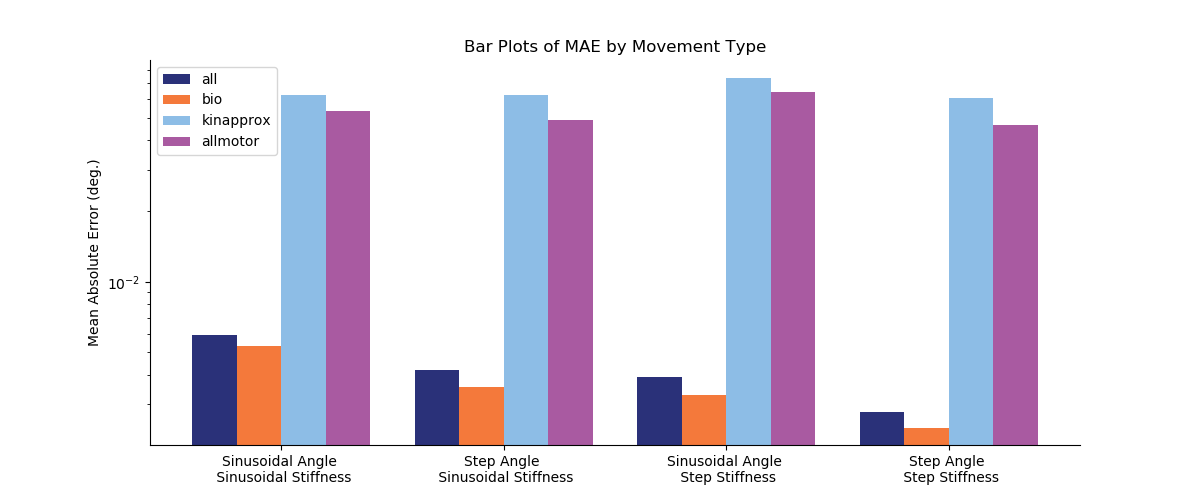 Bar Plots of MAE by Movement Type
all
bio
kinapprox
allmotor
Mean Absolute Error (deg.)
10⁻²
Sinusoidal Angle
Sinusoidal Stiffness
Step Angle
Sinusoidal Stiffness
Sinusoidal Angle
Step Stiffness
Step Angle
Step Stiffness